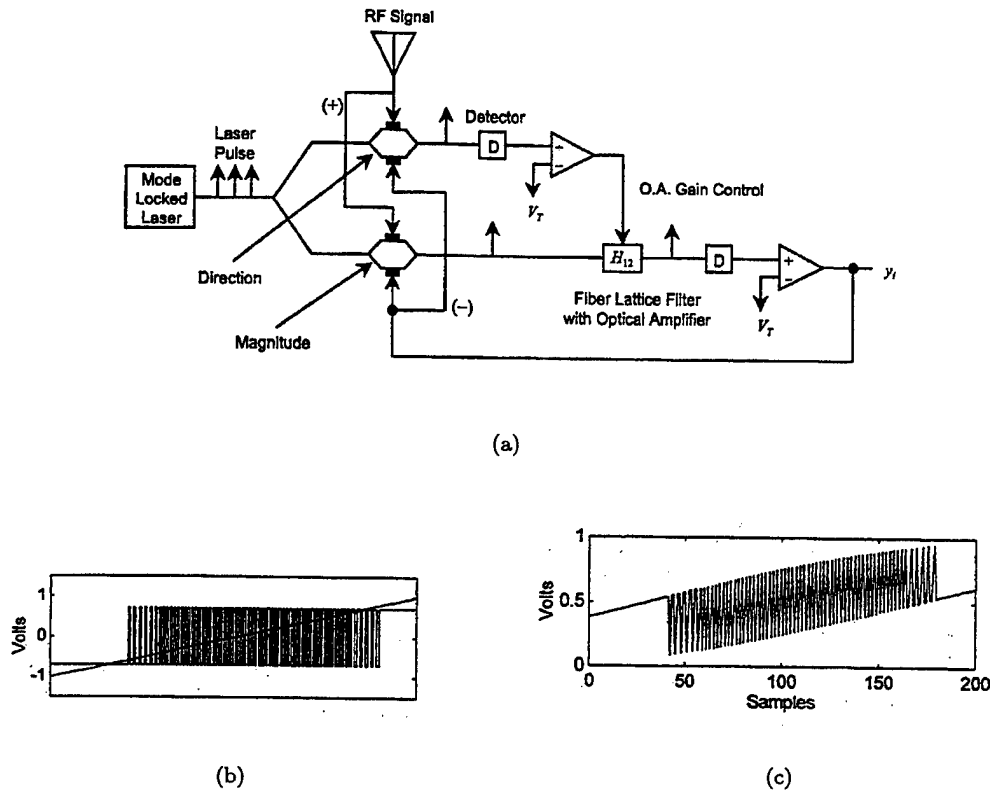 RF Signal
(+)
Detector
Laser
Pulse
D
Mode
Locked
Laser
V_T
O.A. Gain Control
Direction
H_12
D
+
−
y_i
Magnitude
(−)
Fiber Lattice Filter
with Optical Amplifier
V_T
(a)
1
0
-1
Volts
(b)
1
0.5
0
Volts
0 50 100 150 200
Samples
(c)